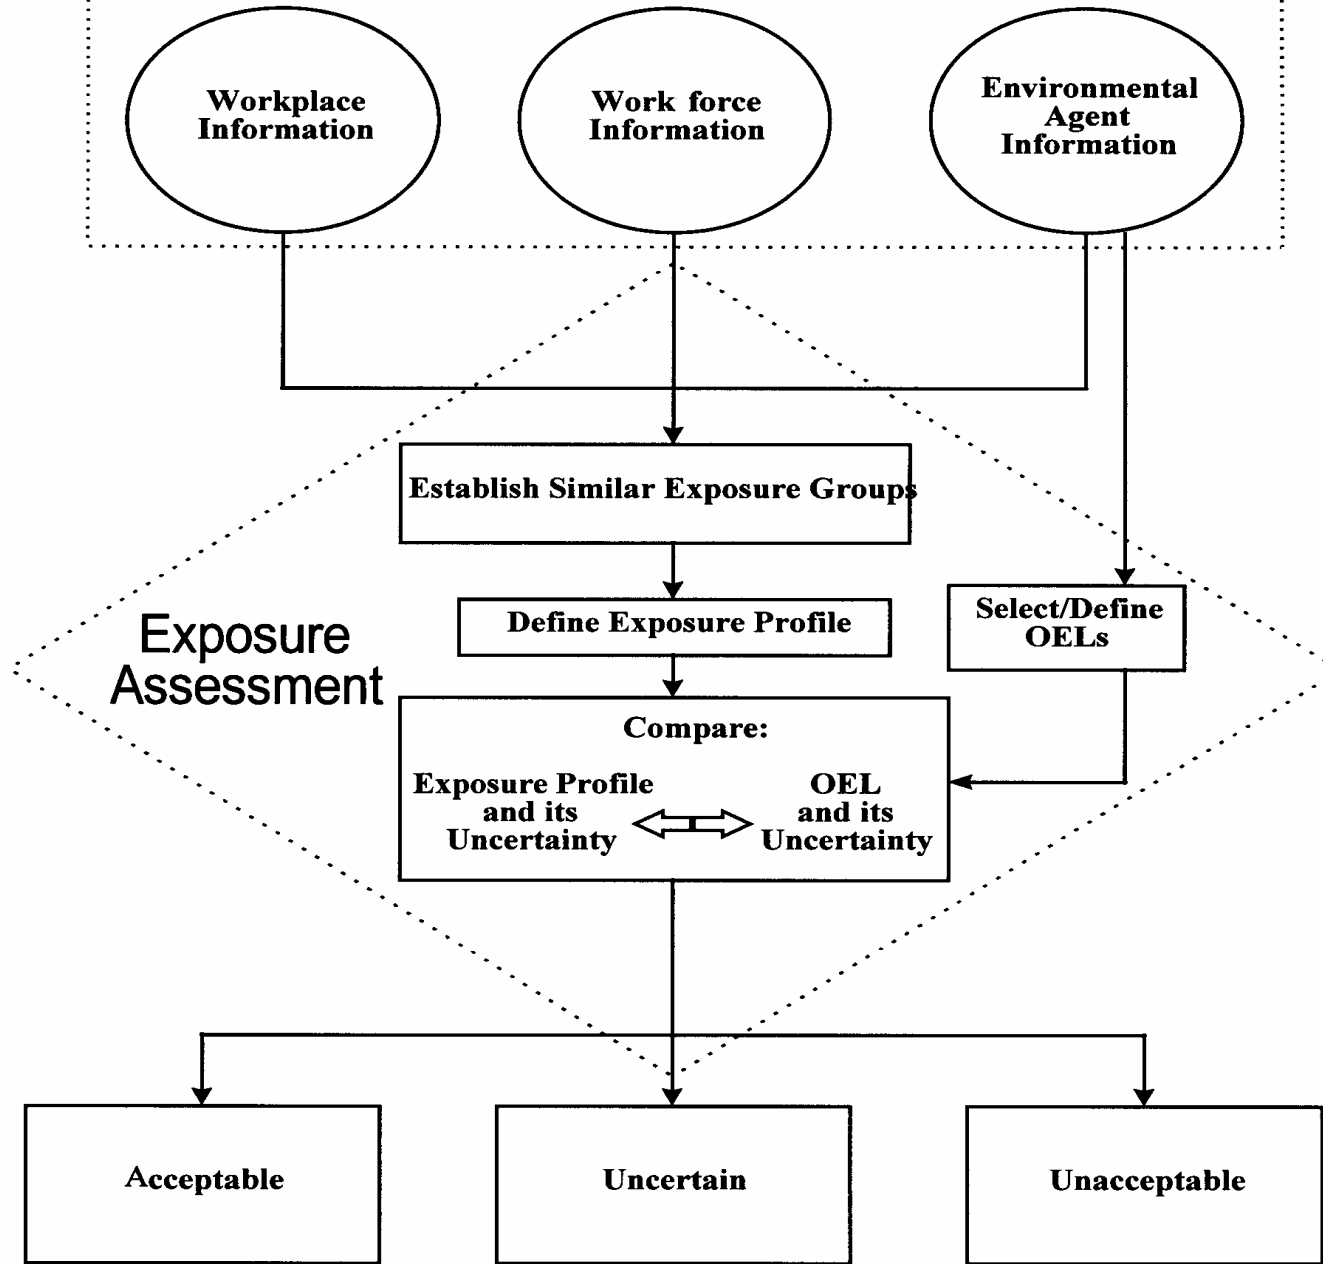 Workplace
Information
Work force
Information
Environmental
Agent
Information
Establish Similar Exposure Groups
Define Exposure Profile
Select/Define
OELs
Exposure
Assessment
Compare:
Exposure Profile
and its
Uncertainty
OEL
and its
Uncertainty
Acceptable
Uncertain
Unacceptable